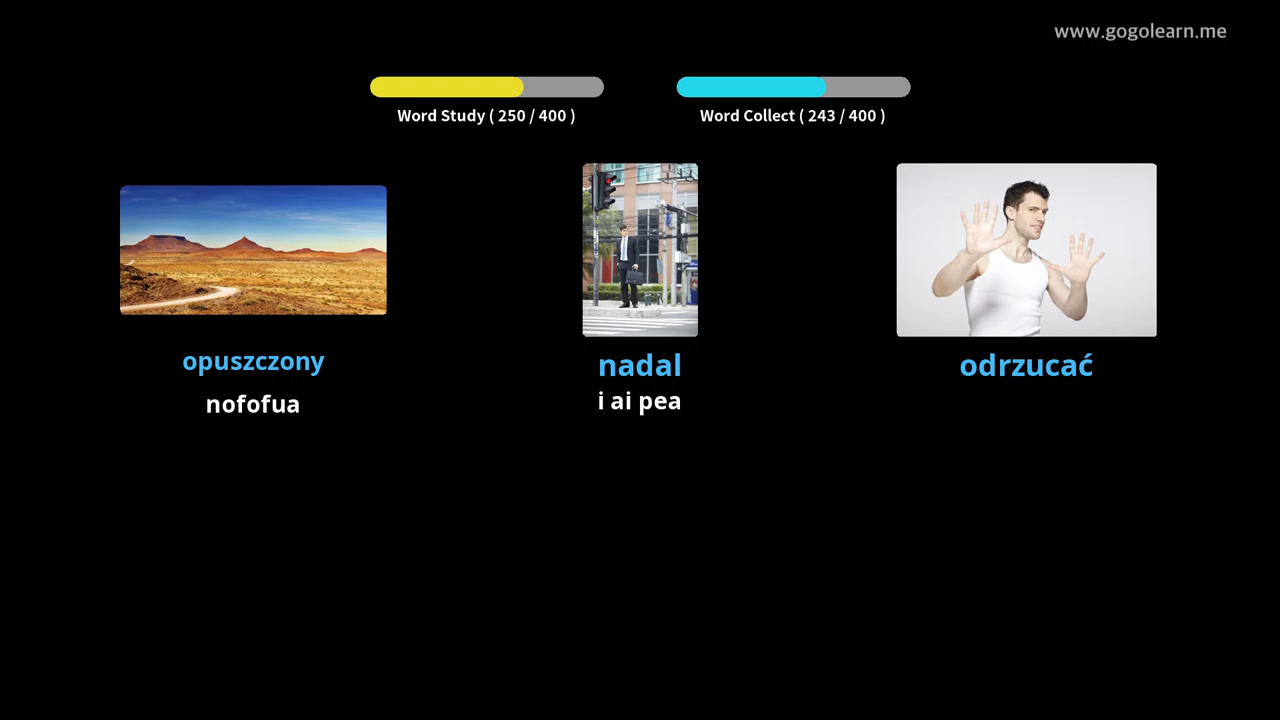 www.gogolearn.me
Word Study ( 250 / 400 )
Word Collect ( 243 / 400 )
opuszczony
nofofua
nadal
i ai pea
odrzucać